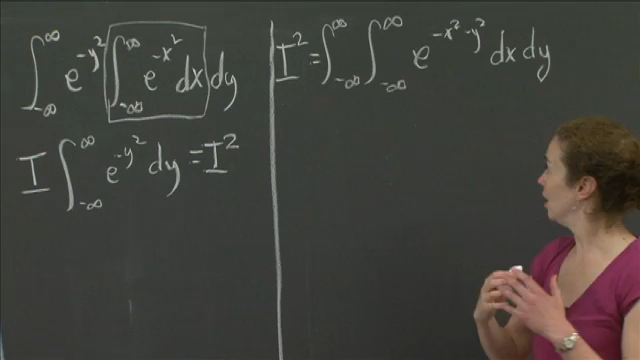 ∫_{-∞}^{∞} e^{-y²} ∫_{-∞}^{∞} e^{-x²} dx dy
I ∫_{-∞}^{∞} e^{-y²} dy = I²
I² = ∫_{-∞}^{∞} ∫_{-∞}^{∞} e^{-x²-y²} dx dy